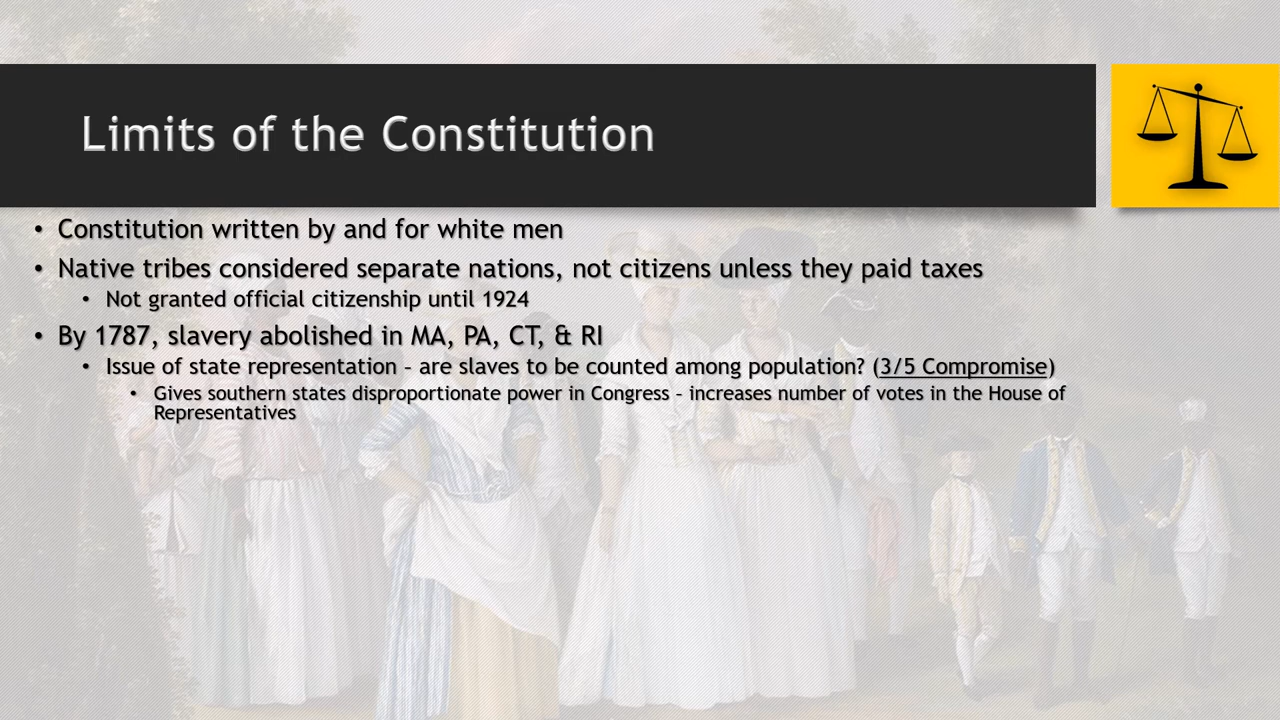 Limits of the Constitution
• Constitution written by and for white men
• Native tribes considered separate nations, not citizens unless they paid taxes
• Not granted official citizenship until 1924
• By 1787, slavery abolished in MA, PA, CT, & RI
• Issue of state representation – are slaves to be counted among population? (3/5 Compromise)
• Gives southern states disproportionate power in Congress – increases number of votes in the House of
Representatives